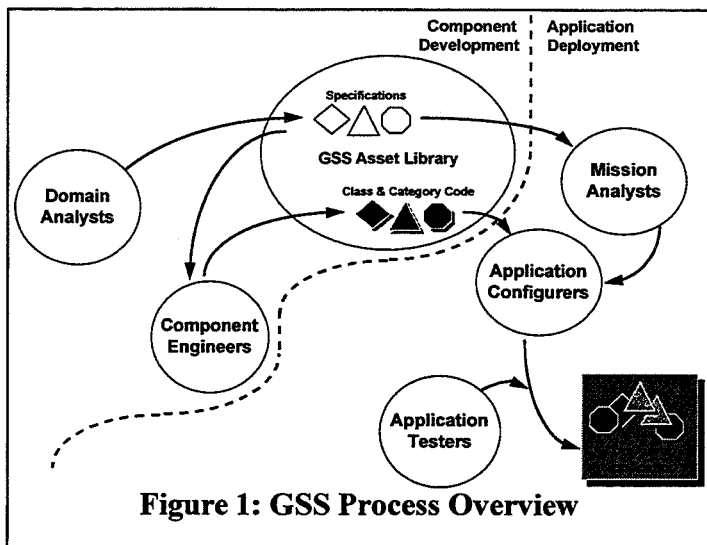 Component
Development
Application
Deployment
Specifications
GSS Asset Library
Class & Category Code
Domain
Analysts
Mission
Analysts
Component
Engineers
Application
Configurers
Application
Testers
Figure 1: GSS Process Overview